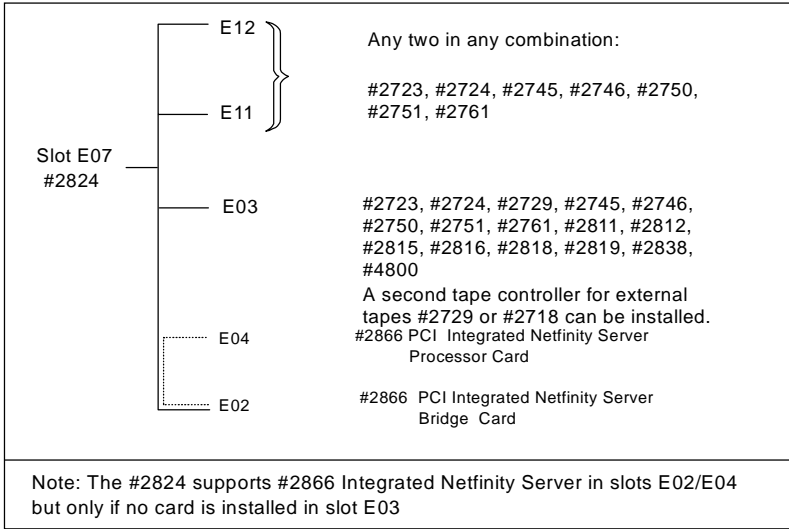 E12
Any two in any combination:
#2723, #2724, #2745, #2746, #2750,
#2751, #2761
E11
Slot E07
#2824
E03
#2723, #2724, #2729, #2745, #2746,
#2750, #2751, #2761, #2811, #2812,
#2815, #2816, #2818, #2819, #2838,
#4800
A second tape controller for external
tapes #2729 or #2718 can be installed.
E04
#2866 PCI Integrated Netfinity Server
Processor Card
E02
#2866 PCI Integrated Netfinity Server
Bridge Card
Note: The #2824 supports #2866 Integrated Netfinity Server in slots E02/E04
but only if no card is installed in slot E03